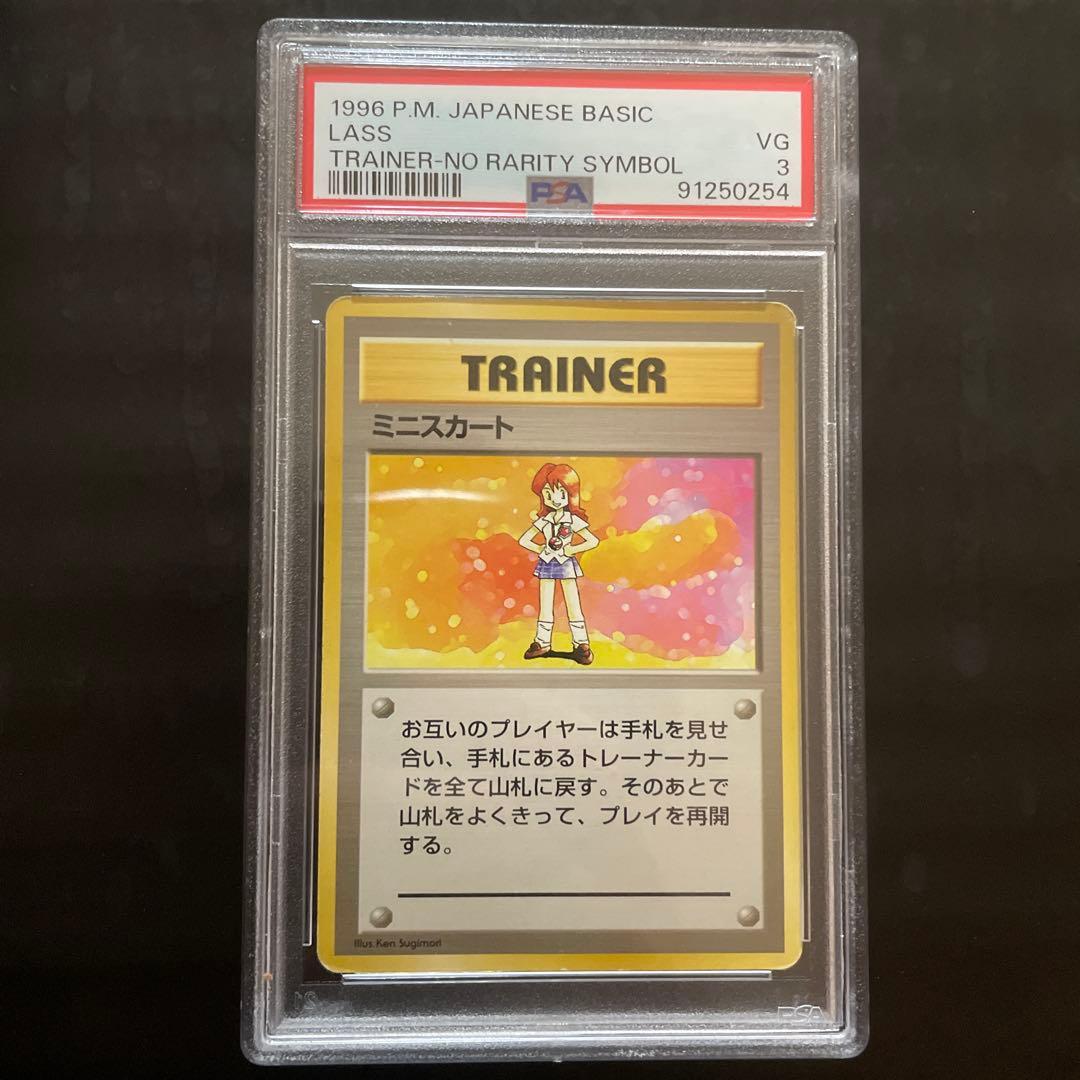 1996 P.M. JAPANESE BASIC
LASS
VG
TRAINER-NO RARITY SYMBOL
3
PSA
91250254
TRAINER
ミニスカート
お互いのプレイヤーは手札を見せ
合い、手札にあるトレーナーカー
ドを全て山札に戻す。そのあとで
山札をよくきって、プレイを再開
する。
Illus. Ken Sugimori
PSA